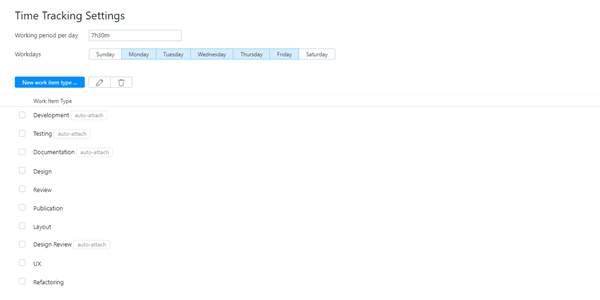 Time Tracking Settings
Working period per day 7h30m
Workdays Sunday Monday Tuesday Wednesday Thursday Friday Saturday
New work item type ...
Work Item Type
Development auto-attach
Testing auto-attach
Documentation auto-attach
Design
Review
Publication
Layout
Design Review auto-attach
UX
Refactoring